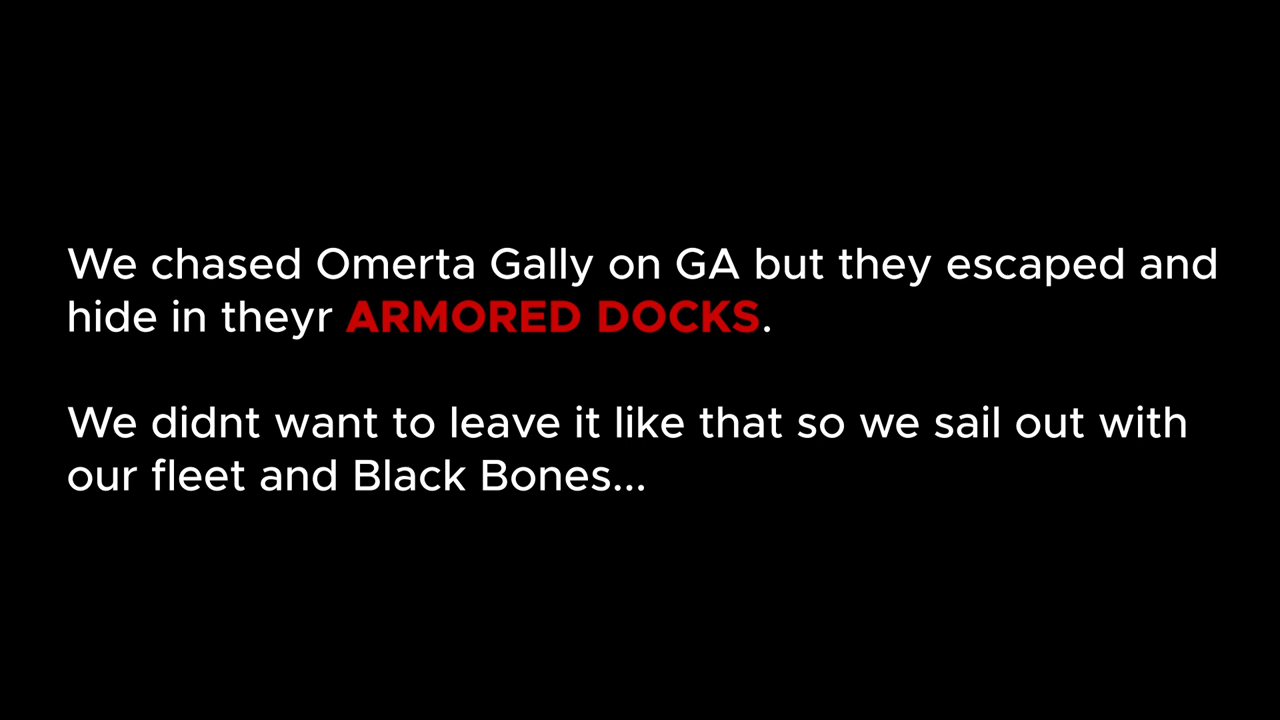 We chased Omerta Gally on GA but they escaped and
hide in theyr ARMORED DOCKS.
We didnt want to leave it like that so we sail out with
our fleet and Black Bones...